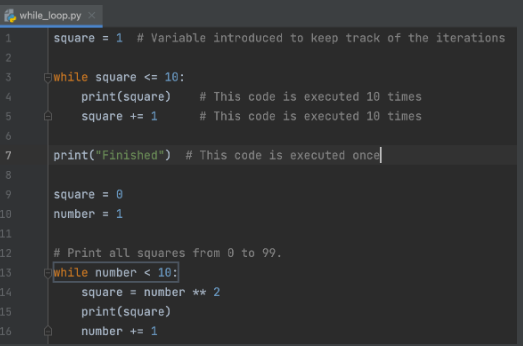 while_loop.py
1 square = 1  # Variable introduced to keep track of the iterations
2
3 while square <= 10:
4     print(square)    # This code is executed 10 times
5     square += 1      # This code is executed 10 times
6
7 print("Finished")  # This code is executed once
8
9 square = 0
10 number = 1
11
12 # Print all squares from 0 to 99.
13 while number < 10:
14     square = number ** 2
15     print(square)
16     number += 1